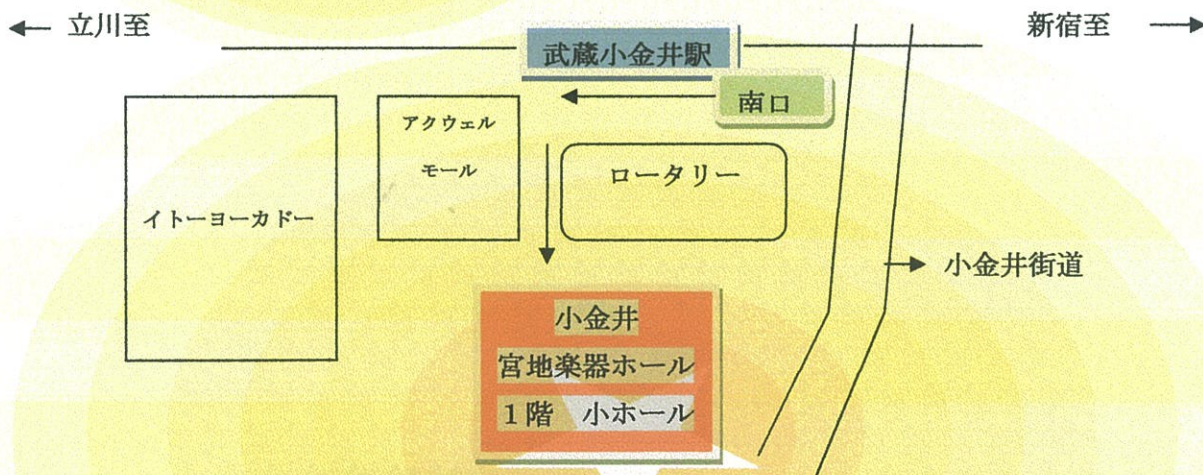 立川至
新宿至
武蔵小金井駅
南口
アクウェル
モール
ロータリー
イトーヨーカドー
小金井街道
小金井
宮地楽器ホール
1階　小ホール